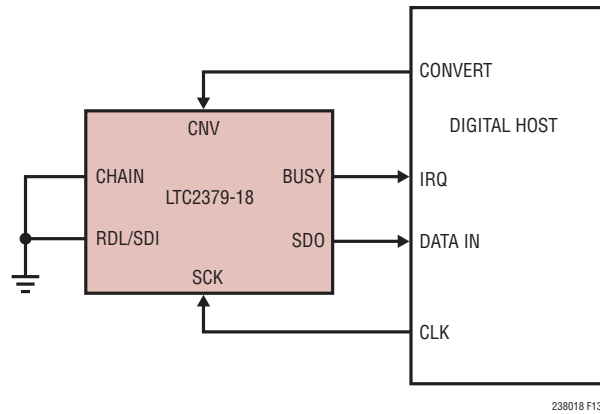 CONVERT
CNV
DIGITAL HOST
CHAIN
BUSY
IRQ
LTC2379-18
RDL/SDI
SDO
DATA IN
SCK
CLK
238018 F13